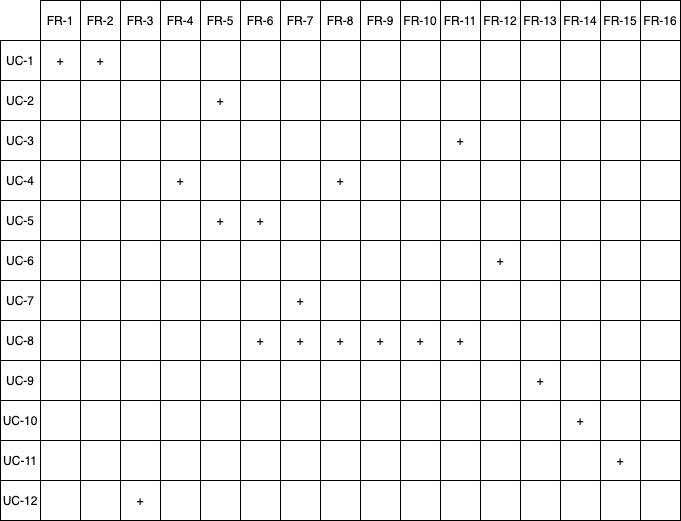 FR-1 FR-2 FR-3 FR-4 FR-5 FR-6 FR-7 FR-8 FR-9 FR-10 FR-11 FR-12 FR-13 FR-14 FR-15 FR-16
UC-1 + +
UC-2 +
UC-3 +
UC-4 + +
UC-5 + +
UC-6 +
UC-7 +
UC-8 + + + + + +
UC-9 +
UC-10 +
UC-11 +
UC-12 +